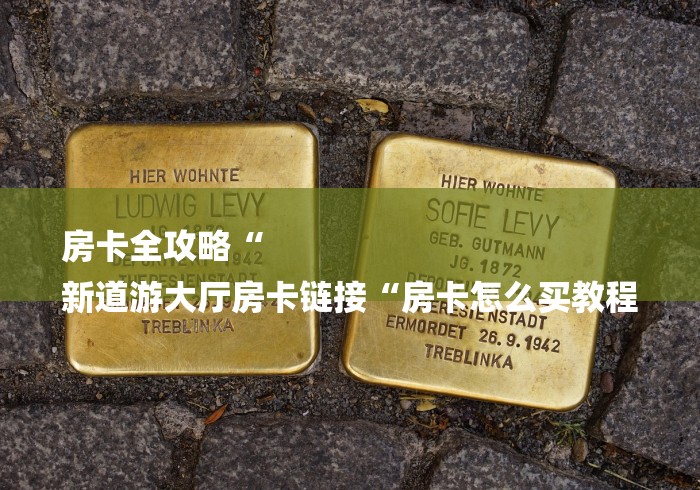 HIER WOHNTE
LUDWIG LEVY
THERESIENSTADT
TREBLINKA
HIER WOHNTE
SOFIE LEVY
GEB. GUTMANN
JG. 1872
THERESIENSTADT
ERMORDET 26.9.1942
TREBLINKA
房卡全攻略“
新道游大厅房卡链接“房卡怎么买教程